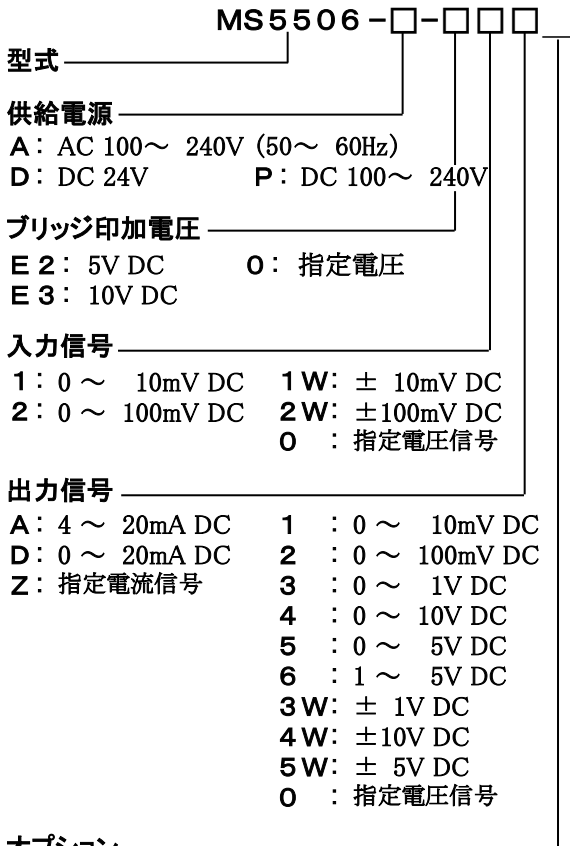 MS5506-□-□□□
型式
供給電源
A: AC 100～ 240V (50～ 60Hz)
D: DC 24V P: DC 100～ 240V
ブリッジ印加電圧
E2: 5V DC 0: 指定電圧
E3: 10V DC
入力信号
1: 0～ 10mV DC 1W: ± 10mV DC
2: 0～ 100mV DC 2W: ±100mV DC
0 : 指定電圧信号
出力信号
A: 4～ 20mA DC 1 : 0～ 10mV DC
D: 0～ 20mA DC 2 : 0～ 100mV DC
Z: 指定電流信号 3 : 0～ 1V DC
4 : 0～ 10V DC
5 : 0～ 5V DC
6 : 1～ 5V DC
3W: ± 1V DC
4W: ±10V DC
5W: ± 5V DC
0 : 指定電圧信号
オプション